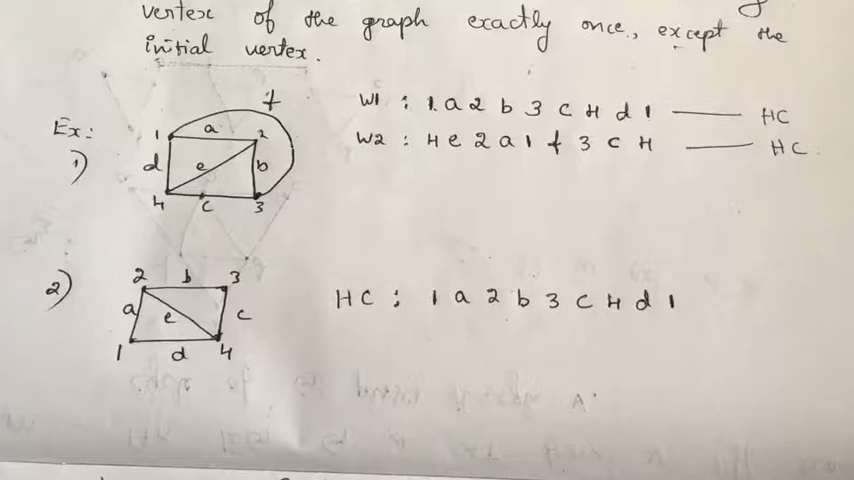 vertex of the graph exactly once, except the
initial vertex.
Ex:
1)
f
1 a 2
d e b
4 c 3
W1 : 1 a 2 b 3 c 4 d 1 —— HC
W2 : 4 e 2 a 1 f 3 c 4 —— HC.
2)
2 b 3
a e c
1 d 4
HC : 1 a 2 b 3 c 4 d 1